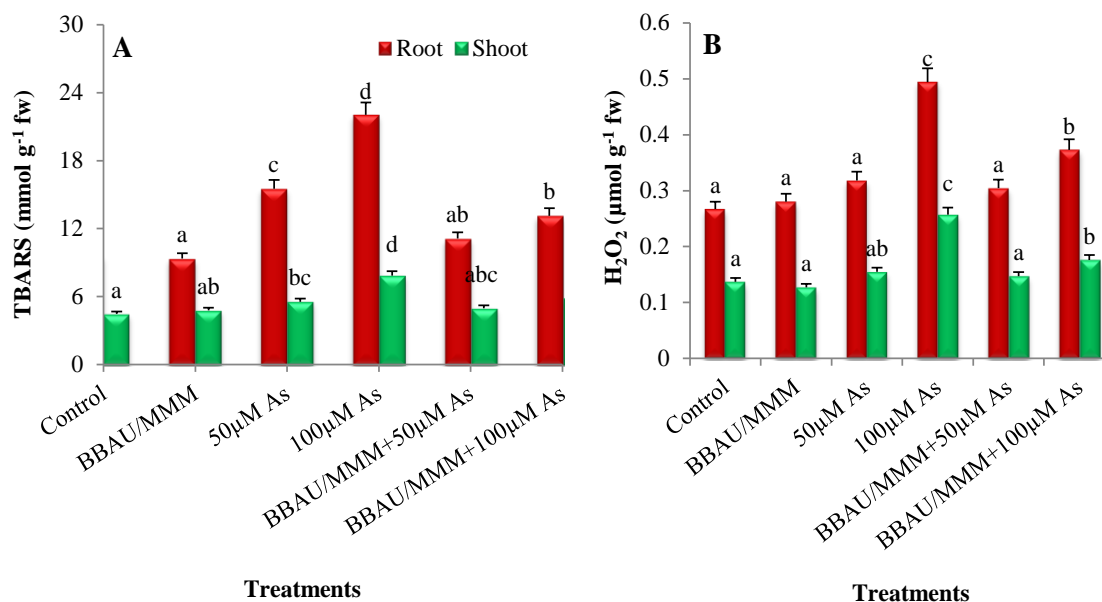 A
Root Shoot
TBARS (mmol g-1 fw)
30
24
18
12
6
0
a
a
ab
c
bc
d
d
ab
abc
b
Control
BBAU/MMM
50µM As
100µM As
BBAU/MMM+50µM As
BBAU/MMM+100µM As
Treatments
B
H2O2 (µmol g-1 fw)
0.6
0.5
0.4
0.3
0.2
0.1
0
a
a
a
a
a
ab
c
c
a
a
b
b
Control
BBAU/MMM
50µM As
100µM As
BBAU/MMM+50µM As
BBAU/MMM+100µM As
Treatments